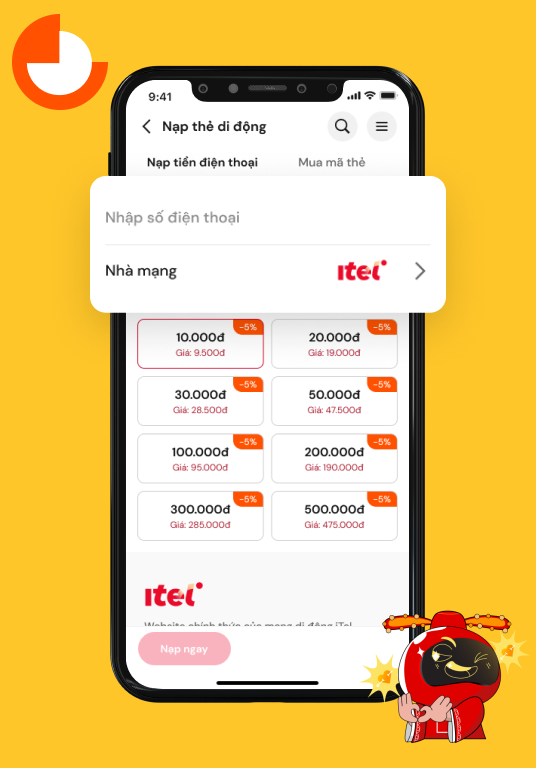 9:41
Nạp thẻ di động
Nạp tiền điện thoại
Mua mã thẻ
Nhập số điện thoại
Nhà mạng
ıtel
-5%
10.000đ
Giá: 9.500đ
-5%
20.000đ
Giá: 19.000đ
-5%
30.000đ
Giá: 28.500đ
-5%
50.000đ
Giá: 47.500đ
-5%
100.000đ
Giá: 95.000đ
-5%
200.000đ
Giá: 190.000đ
-5%
300.000đ
Giá: 285.000đ
-5%
500.000đ
Giá: 475.000đ
ıtel
Website chính thức của mạng di động iTel
Nạp ngay